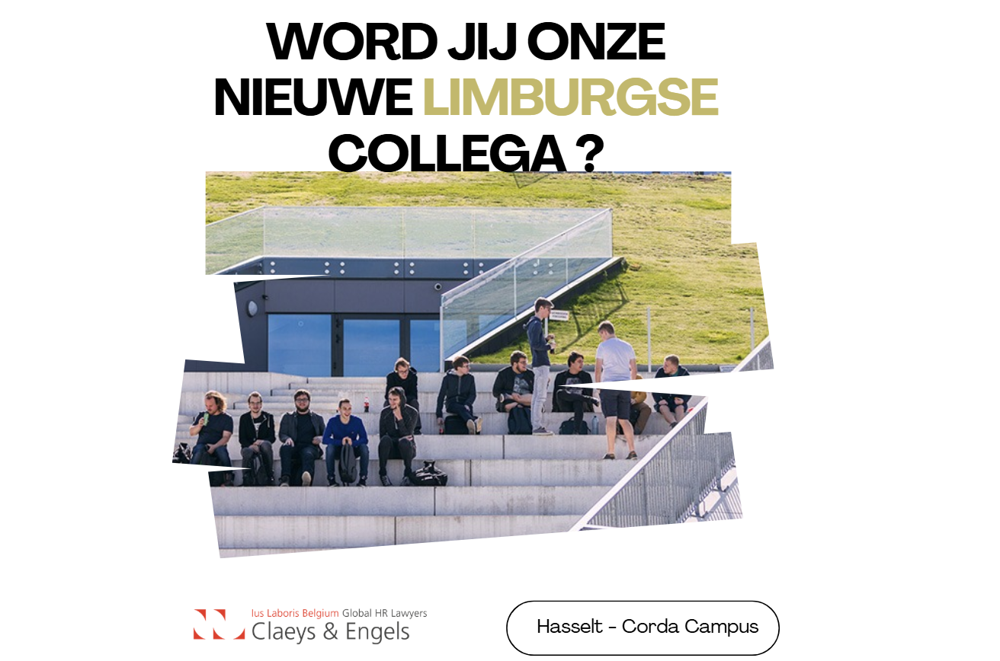 WORD JIJ ONZE
NIEUWE LIMBURGSE
COLLEGA ?
Ius Laboris Belgium Global HR Lawyers
Claeys & Engels
Hasselt - Corda Campus